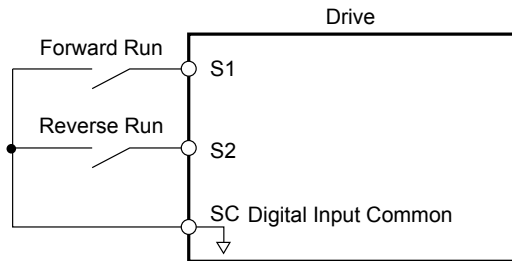 Drive
Forward Run
S1
Reverse Run
S2
SC Digital Input Common